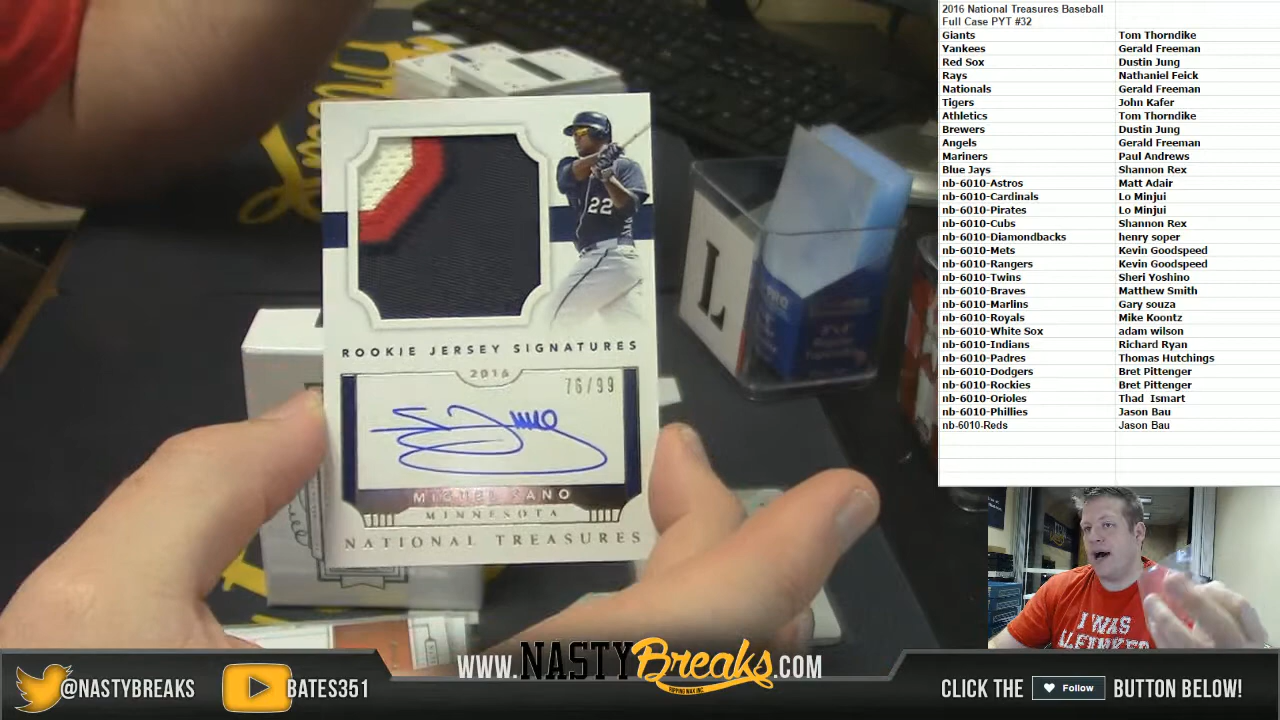 2016 National Treasures Baseball
Full Case PYT #32
Giants Tom Thorndike
Yankees Gerald Freeman
Red Sox Dustin Jung
Rays Nathaniel Feick
Nationals Gerald Freeman
Tigers John Kafer
Athletics Tom Thorndike
Brewers Dustin Jung
Angels Gerald Freeman
Mariners Paul Andrews
Blue Jays Shannon Rex
nb-6010-Astros Matt Adair
nb-6010-Cardinals Lo Minjui
nb-6010-Pirates Lo Minjui
nb-6010-Cubs Shannon Rex
nb-6010-Diamondbacks henry soper
nb-6010-Mets Kevin Goodspeed
nb-6010-Rangers Kevin Goodspeed
nb-6010-Twins Sheri Yoshino
nb-6010-Braves Matthew Smith
nb-6010-Marlins Gary souza
nb-6010-Royals Mike Koontz
nb-6010-White Sox adam wilson
nb-6010-Indians Richard Ryan
nb-6010-Padres Thomas Hutchings
nb-6010-Dodgers Bret Pittenger
nb-6010-Rockies Bret Pittenger
nb-6010-Orioles Thad Ismart
nb-6010-Phillies Jason Bau
nb-6010-Reds Jason Bau
22
L
ROOKIE JERSEY SIGNATURES
2016
76/99
MIGUEL SANO
MINNESOTA
NATIONAL TREASURES
I WAS
@NASTYBREAKS
BATES351
WWW.NASTYBreaks.COM
RIPPING WAX INC.
CLICK THE Follow BUTTON BELOW!